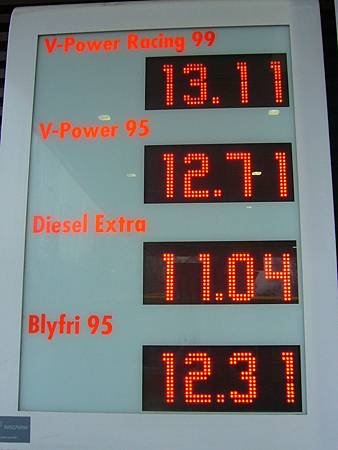 V-Power Racing 99
13.11
V-Power 95
12.71
Diesel Extra
11.04
Blyfri 95
12.31